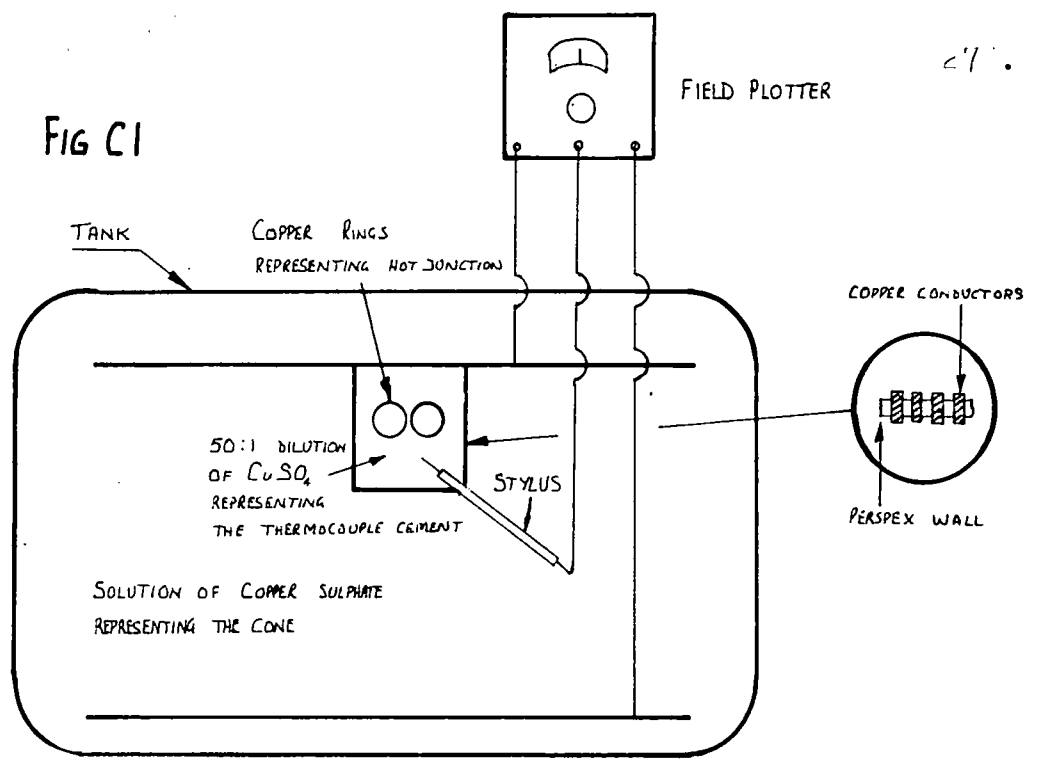 FIELD PLOTTER
FIG C1
TANK
COPPER RINGS
REPRESENTING HOT JUNCTION
COPPER CONDUCTORS
50:1 DILUTION
OF CuSO₄
REPRESENTING
THE THERMOCOUPLE CEMENT
STYLUS
PERSPEX WALL
SOLUTION OF COPPER SULPHATE
REPRESENTING THE CONE